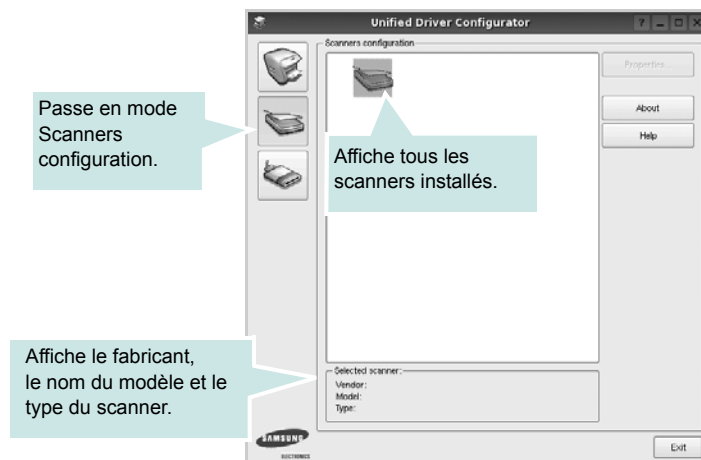 Unified Driver Configurator
Scanners configuration
Properties...
About
Help
Passe en mode
Scanners
configuration.
Affiche tous les
scanners installés.
Affiche le fabricant,
le nom du modèle et le
type du scanner.
Selected scanner:
Vendor:
Model:
Type:
SAMSUNG
ELECTRONICS
Exit